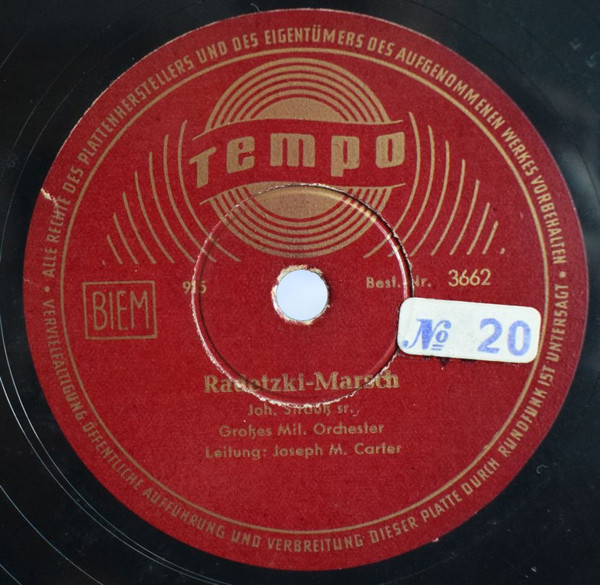 ALLE RECHTE DES PLATTENHERSTELLERS UND DES EIGENTÜMERS DES AUFGENOMMENEN WERKES VORBEHALTEN • VERVIELFÄLTIGUNG ÖFFENTLICHE AUFFÜHRUNG UND VERBREITUNG DIESER PLATTE DURCH RUNDFUNK IST UNTERSAGT •
Tempo
BIEM
Best. Nr. 3662
№ 20
Radetzki-Marsch
Joh. Strauß sr.
Großes Mil. Orchester
Leitung: Joseph M. Carter